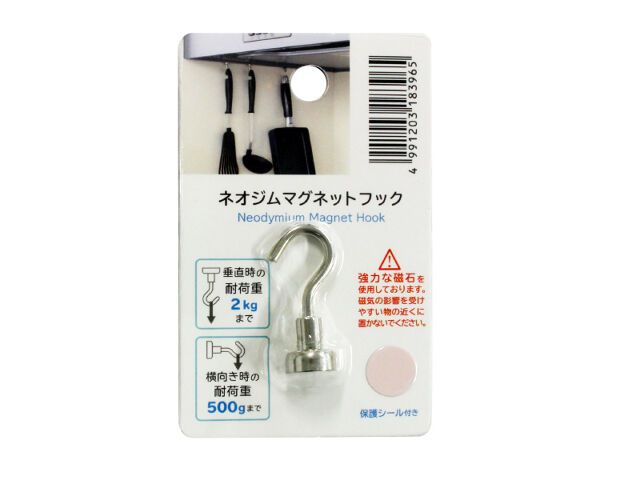 4 991203 183965
ネオジムマグネットフック
Neodymium Magnet Hook
垂直時の
耐荷重
2kg
まで
横向き時の
耐荷重
500gまで
強力な磁石を
使用しております。
磁気の影響を受け
やすい物の近くに
置かないでください。
保護シール付き